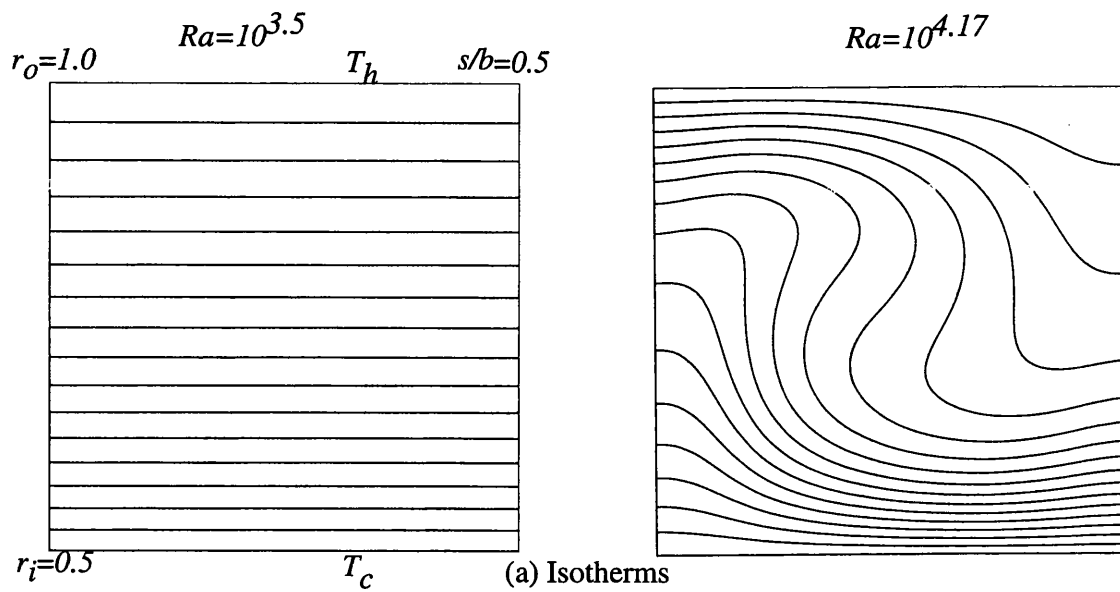 Ra=10^3.5
Ra=10^4.17
r_o=1.0 T_h s/b=0.5
r_i=0.5 T_c
(a) Isotherms